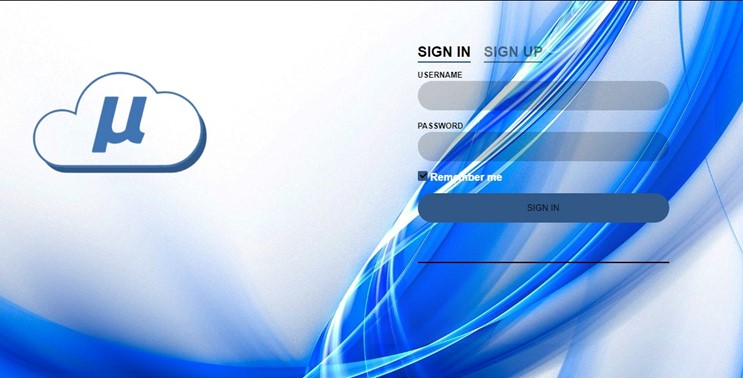 μ
SIGN IN SIGN UP
USERNAME
PASSWORD
Remember me
SIGN IN